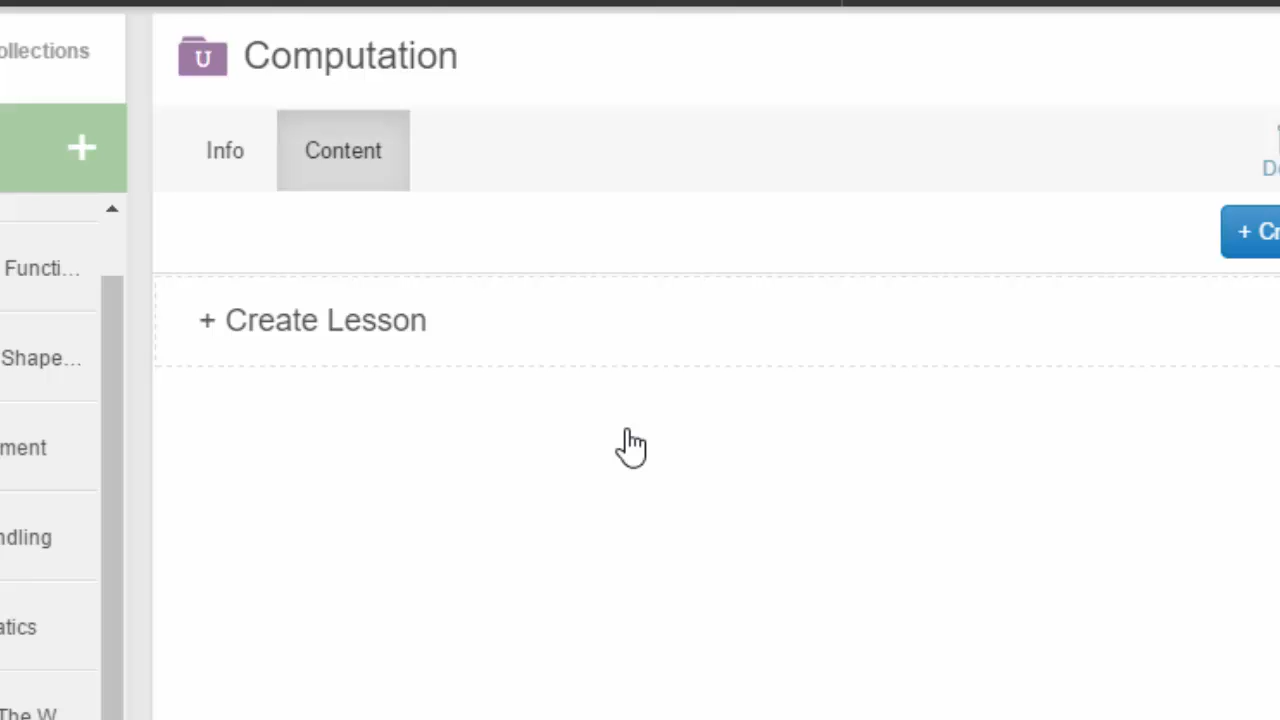 ollections
U Computation
Info
Content
+ Cr
+ Create Lesson
Functi...
Shape...
ment
ndling
atics
The W